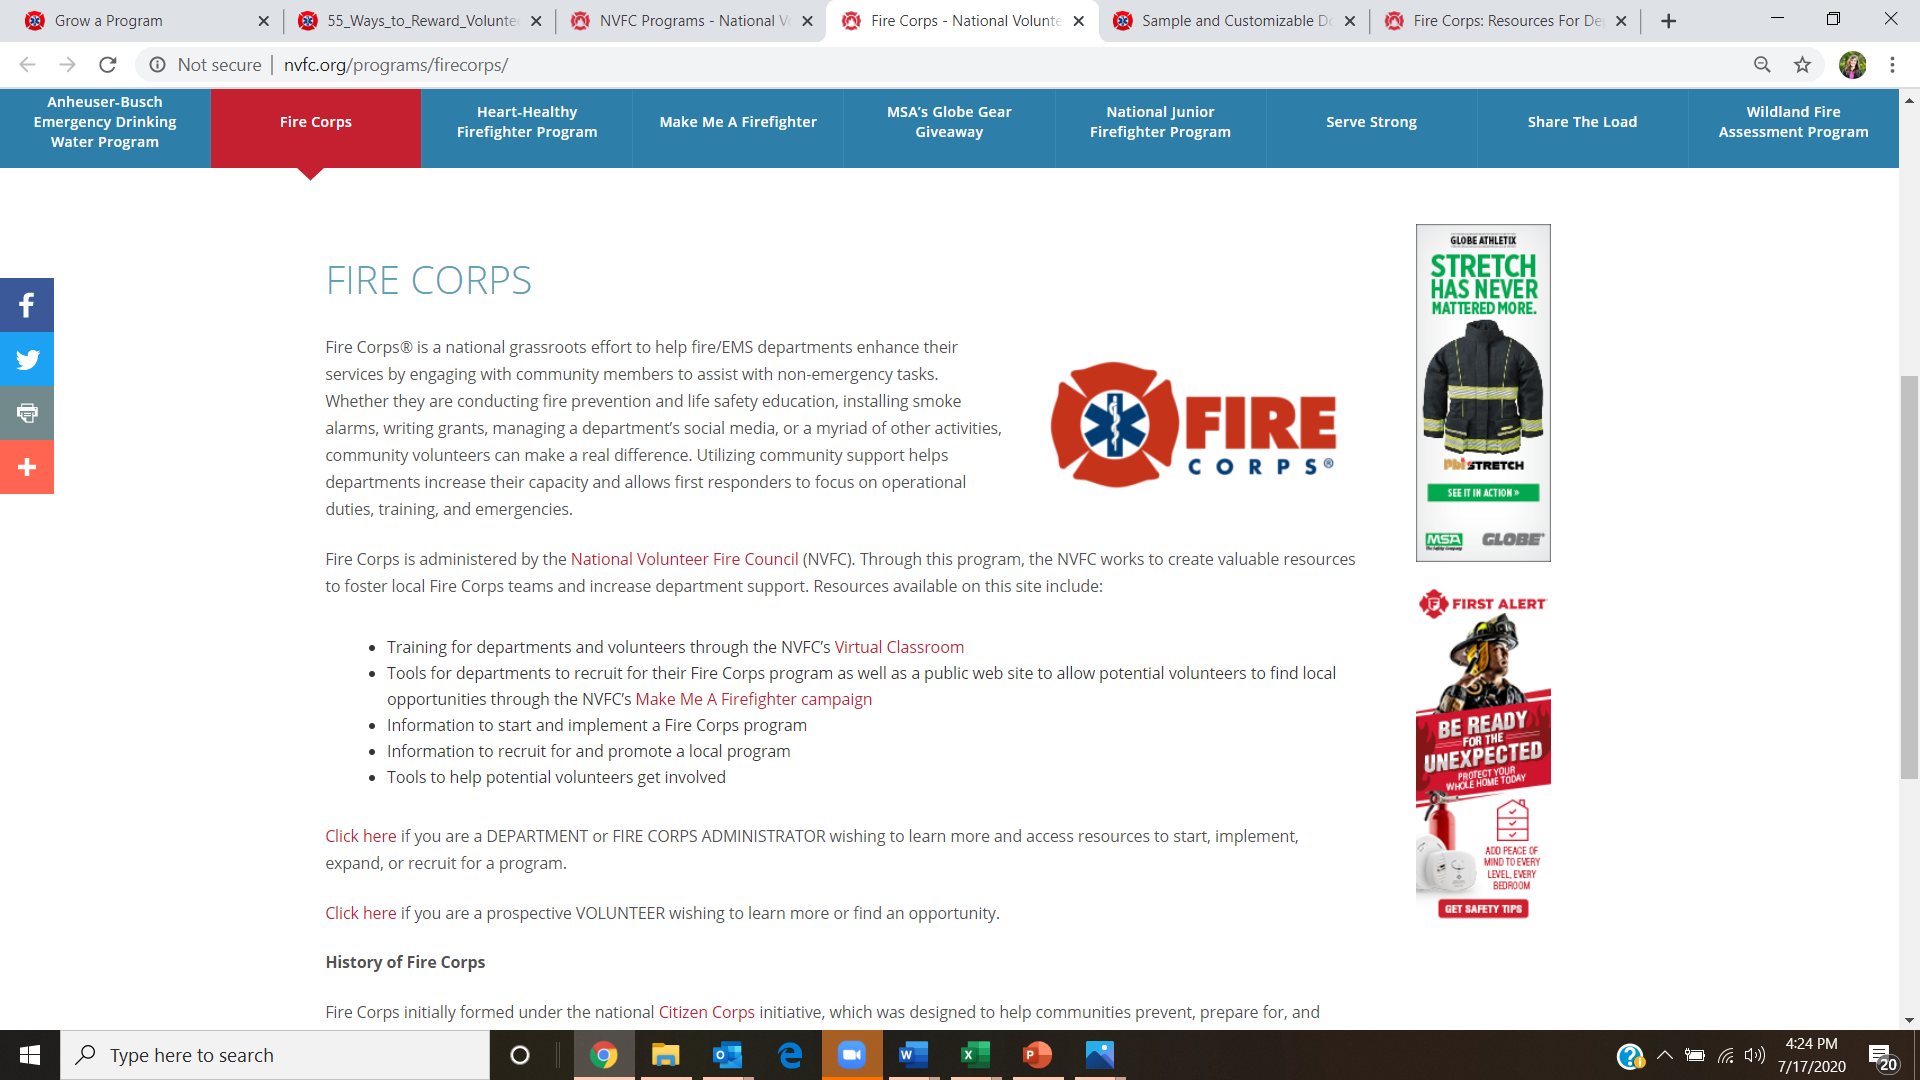 Grow a Program
55_Ways_to_Reward_Volunte
NVFC Programs - National V
Fire Corps - National Volunte
Sample and Customizable Do
Fire Corps: Resources For De
Not secure
nvfc.org/programs/firecorps/
Anheuser-Busch
Emergency Drinking
Water Program
Fire Corps
Heart-Healthy
Firefighter Program
Make Me A Firefighter
MSA's Globe Gear
Giveaway
National Junior
Firefighter Program
Serve Strong
Share The Load
Wildland Fire
Assessment Program
FIRE CORPS
Fire Corps® is a national grassroots effort to help fire/EMS departments enhance their
services by engaging with community members to assist with non-emergency tasks.
Whether they are conducting fire prevention and life safety education, installing smoke
alarms, writing grants, managing a department's social media, or a myriad of other activities,
community volunteers can make a real difference. Utilizing community support helps
departments increase their capacity and allows first responders to focus on operational
duties, training, and emergencies.
FIRE
CORPS®
Fire Corps is administered by the National Volunteer Fire Council (NVFC). Through this program, the NVFC works to create valuable resources
to foster local Fire Corps teams and increase department support. Resources available on this site include:
• Training for departments and volunteers through the NVFC's Virtual Classroom
• Tools for departments to recruit for their Fire Corps program as well as a public web site to allow potential volunteers to find local
opportunities through the NVFC's Make Me A Firefighter campaign
• Information to start and implement a Fire Corps program
• Information to recruit for and promote a local program
• Tools to help potential volunteers get involved
Click here if you are a DEPARTMENT or FIRE CORPS ADMINISTRATOR wishing to learn more and access resources to start, implement,
expand, or recruit for a program.
Click here if you are a prospective VOLUNTEER wishing to learn more or find an opportunity.
History of Fire Corps
Fire Corps initially formed under the national Citizen Corps initiative, which was designed to help communities prevent, prepare for, and
GLOBE ATHLETIX
STRETCH
HAS NEVER
MATTERED MORE.
PBI STRETCH
SEE IT IN ACTION »
MSA
The Safety Company
GLOBE
FIRST ALERT
BE READY
FOR THE
UNEXPECTED
PROTECT YOUR
WHOLE HOME TODAY
ADD PEACE OF
MIND TO EVERY
LEVEL, EVERY
BEDROOM
GET SAFETY TIPS
Type here to search
4:24 PM
7/17/2020
20